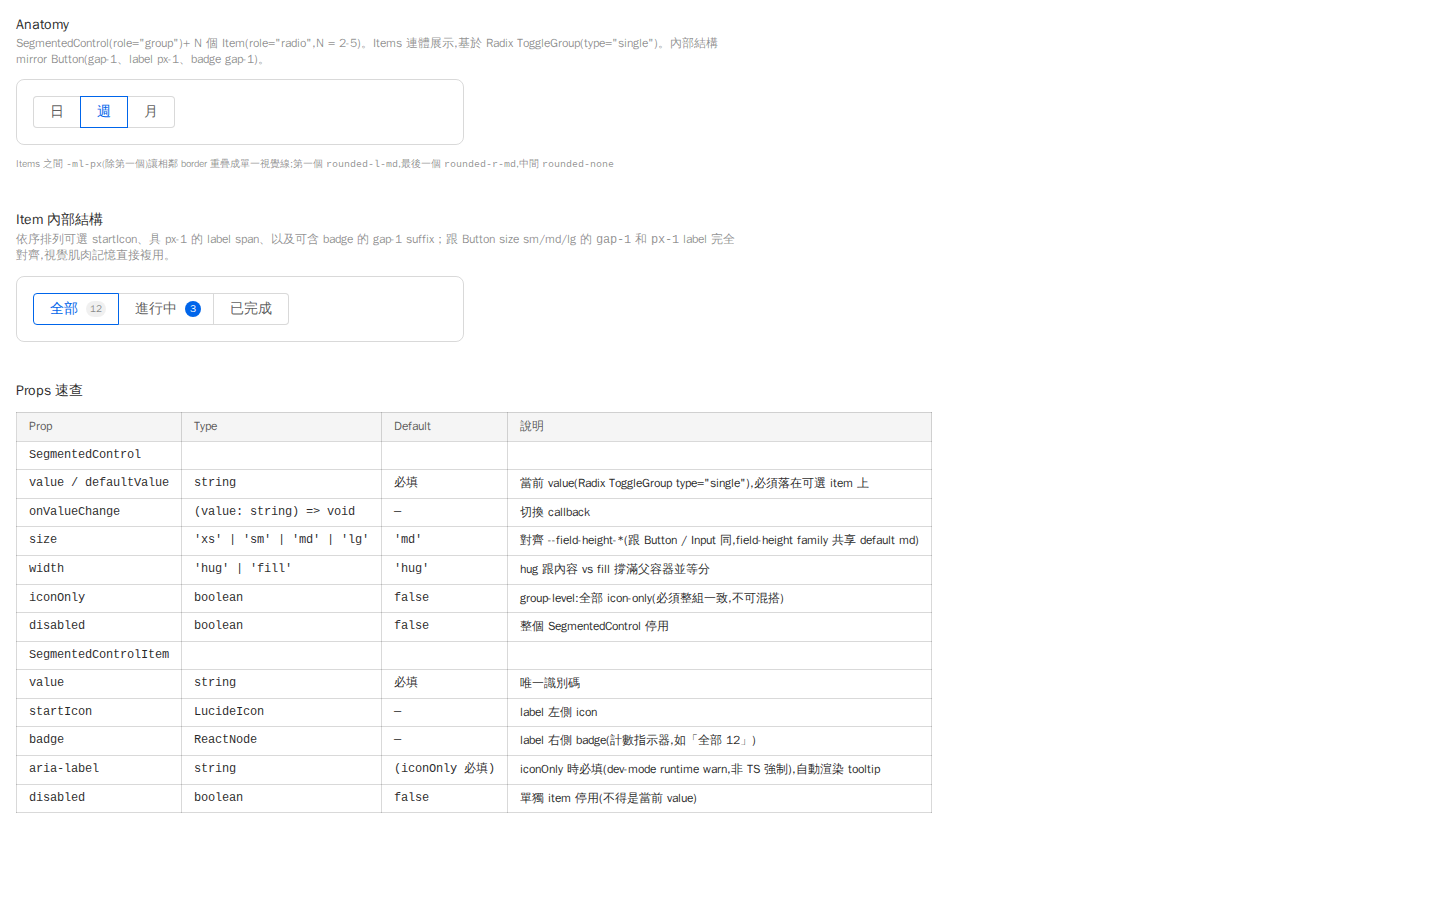 Anatomy
SegmentedControl(role="group")+ N 個 Item(role="radio",N = 2-5)。Items 連體展示,基於 Radix ToggleGroup(type="single")。內部結構
mirror Button(gap-1、label px-1、badge gap-1)。
日 週 月
Items 之間 -ml-px(除第一個)讓相鄰 border 重疊成單一視覺線;第一個 rounded-l-md,最後一個 rounded-r-md,中間 rounded-none
Item 內部結構
依序排列可選 startIcon、具 px-1 的 label span、以及可含 badge 的 gap-1 suffix；跟 Button size sm/md/lg 的 gap-1 和 px-1 label 完全
對齊,視覺肌肉記憶直接複用。
全部 12 進行中 3 已完成
Props 速查
Prop Type Default 說明
SegmentedControl
value / defaultValue string 必填 當前 value(Radix ToggleGroup type="single"),必須落在可選 item 上
onValueChange (value: string) => void — 切換 callback
size 'xs' | 'sm' | 'md' | 'lg' 'md' 對齊 --field-height-*(跟 Button / Input 同,field-height family 共享 default md)
width 'hug' | 'fill' 'hug' hug 跟內容 vs fill 撐滿父容器並等分
iconOnly boolean false group-level:全部 icon-only(必須整組一致,不可混搭)
disabled boolean false 整個 SegmentedControl 停用
SegmentedControlItem
value string 必填 唯一識別碼
startIcon LucideIcon — label 左側 icon
badge ReactNode — label 右側 badge(計數指示器,如「全部 12」)
aria-label string (iconOnly 必填) iconOnly 時必填(dev-mode runtime warn,非 TS 強制),自動渲染 tooltip
disabled boolean false 單獨 item 停用(不得是當前 value)